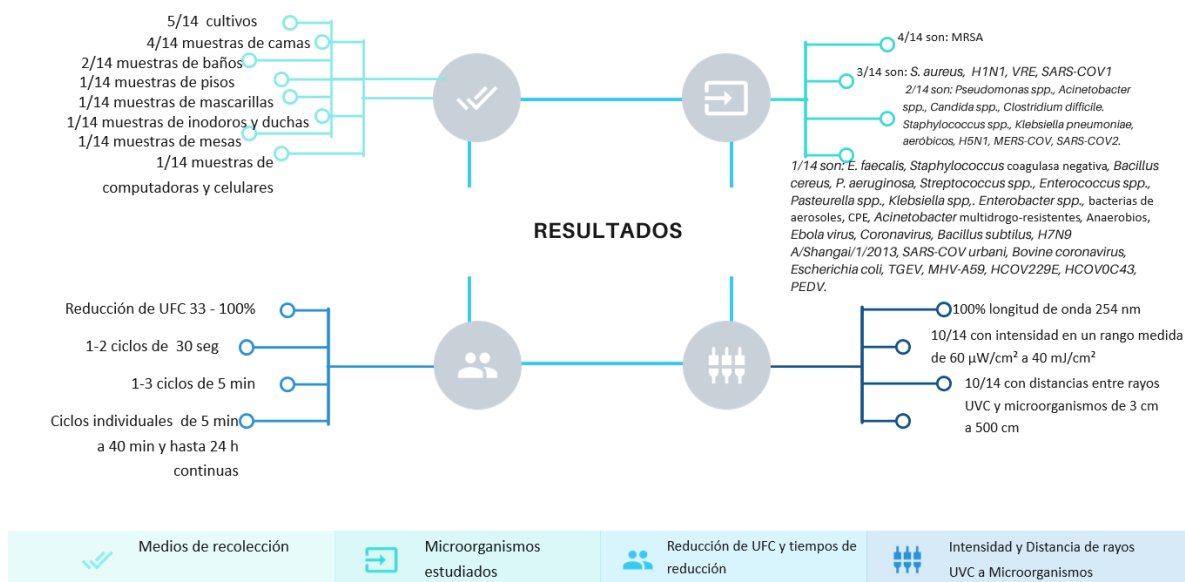 5/14 cultivos
4/14 muestras de camas
2/14 muestras de baños
1/14 muestras de pisos
1/14 muestras de mascarillas
1/14 muestras de inodoros y duchas
1/14 muestras de mesas
1/14 muestras de
computadoras y celulares
4/14 son: MRSA
3/14 son: S. aureus, H1N1, VRE, SARS-COV1
2/14 son: Pseudomonas spp., Acinetobacter
spp., Candida spp., Clostridium difficile.
Staphylococcus spp., Klebsiella pneumoniae,
aeróbicos, H5N1, MERS-COV, SARS-COV2.
1/14 son: E. faecalis, Staphylococcus coagulasa negativa, Bacillus
cereus, P. aeruginosa, Streptococcus spp., Enterococcus spp.,
Pasteurella spp., Klebsiella spp,. Enterobacter spp., bacterias de
aerosoles, CPE, Acinetobacter multidrogo-resistentes, Anaerobios,
Ebola virus, Coronavirus, Bacillus subtilus, H7N9
A/Shangai/1/2013, SARS-COV urbani, Bovine coronavirus,
Escherichia coli, TGEV, MHV-A59, HCOV229E, HCOV0C43,
PEDV.
RESULTADOS
Reducción de UFC 33 - 100%
1-2 ciclos de 30 seg
1-3 ciclos de 5 min
Ciclos individuales de 5 min
a 40 min y hasta 24 h
continuas
100% longitud de onda 254 nm
10/14 con intensidad en un rango medida
de 60 µW/cm² a 40 mJ/cm²
10/14 con distancias entre rayos
UVC y microorganismos de 3 cm
a 500 cm
Medios de recolección
Microorganismos
estudiados
Reducción de UFC y tiempos de
reducción
Intensidad y Distancia de rayos
UVC a Microorganismos